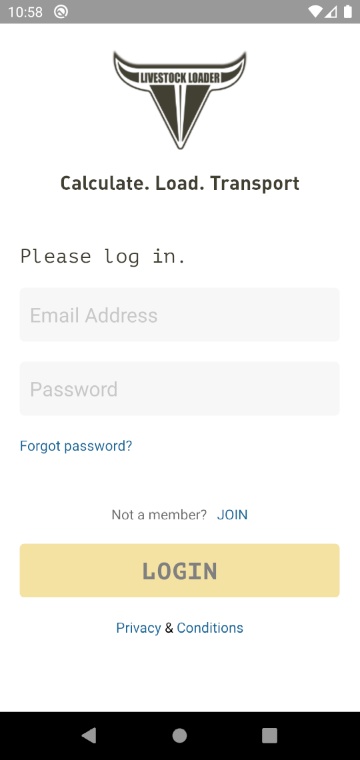 10:58
LIVESTOCK LOADER
Calculate. Load. Transport
Please log in.
Email Address
Password
Forgot password?
Not a member? JOIN
LOGIN
Privacy & Conditions